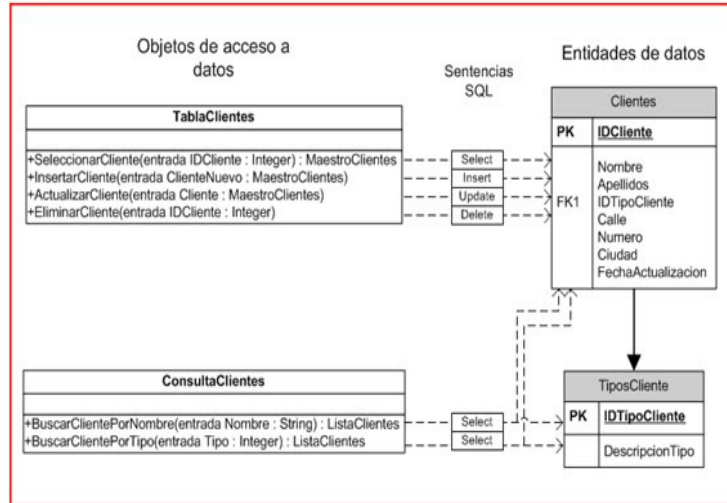 Objetos de acceso a
datos
Sentencias
SQL
Entidades de datos
TablaClientes
+SeleccionarCliente(entrada IDCliente : Integer) : MaestroClientes
+InsertarCliente(entrada ClienteNuevo : MaestroClientes)
+ActualizarCliente(entrada Cliente : MaestroClientes)
+EliminarCliente(entrada IDCliente : Integer)
Select
Insert
Update
Delete
Clientes
PK IDCliente
Nombre
Apellidos
FK1 IDTipoCliente
Calle
Numero
Ciudad
FechaActualizacion
ConsultaClientes
+BuscarClientePorNombre(entrada Nombre : String) : ListaClientes
+BuscarClientePorTipo(entrada Tipo : Integer) : ListaClientes
Select
Select
TiposCliente
PK IDTipoCliente
DescripcionTipo